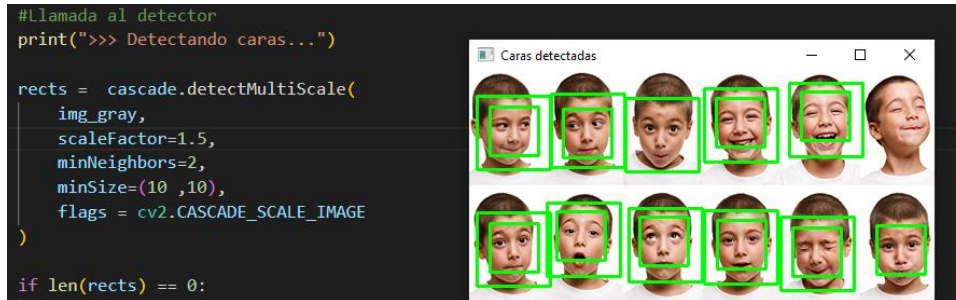 #Llamada al detector
print(">>> Detectando caras...")
rects =  cascade.detectMultiScale(
    img_gray,
    scaleFactor=1.5,
    minNeighbors=2,
    minSize=(10 ,10),
    flags = cv2.CASCADE_SCALE_IMAGE
)
if len(rects) == 0:
Caras detectadas